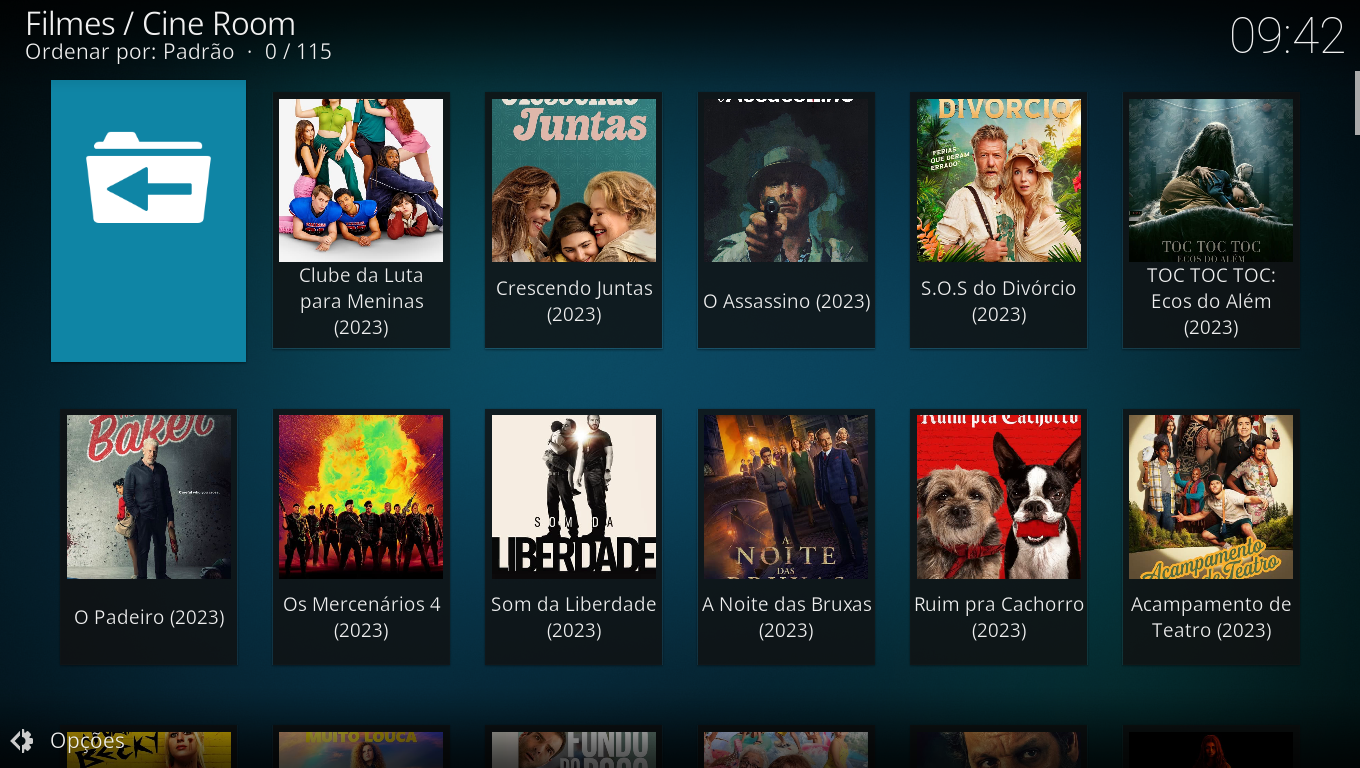 Filmes / Cine Room
Ordenar por: Padrão · 0 / 115
09:42
Juntas
DIVORCIO
"FERIAS
QUE DERAM
ERRADO"
TOC TOC TOC
ECOS DO ALÉM
Clube da Luta
para Meninas
(2023)
Crescendo Juntas
(2023)
O Assassino (2023)
S.O.S do Divórcio
(2023)
TOC TOC TOC:
Ecos do Além
(2023)
Baker
SOM DA
LIBERDADE
A
NOITE
DAS
BRUXAS
Ruim pra Cachorro
Acampamento
de Teatro
O Padeiro (2023)
Os Mercenários 4
(2023)
Som da Liberdade
(2023)
A Noite das Bruxas
(2023)
Ruim pra Cachorro
(2023)
Acampamento de
Teatro (2023)
Opções
BECKY
MUITO LOUCA
FUNDO
DO POÇO